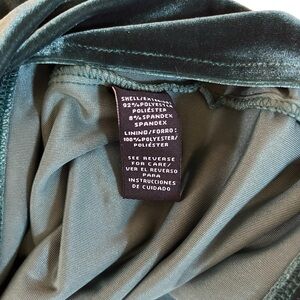 SHELL/EXTERIOR:
92%POLYESTER/
POLIÉSTER
8%SPANDEX
SPANDEX
LINING/FORRO:
100%POLYESTER/
POLIÉSTER
SEE REVERSE
FOR CARE/
VER EL REVERSO
PARA
INSTRUCCIONES
DE CUIDADO